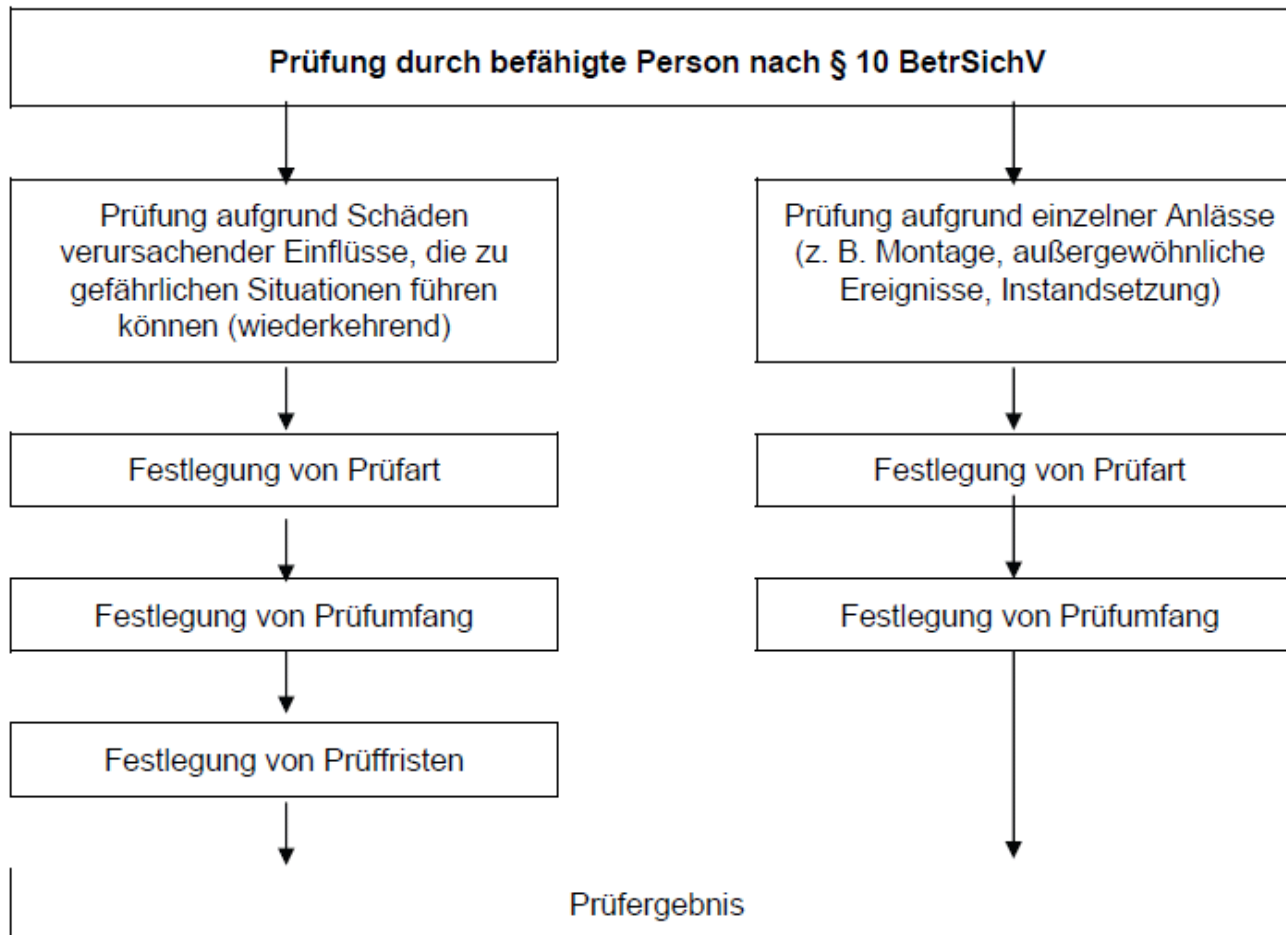 Prüfung durch befähigte Person nach § 10 BetrSichV
Prüfung aufgrund Schäden
verursachender Einflüsse, die zu
gefährlichen Situationen führen
können (wiederkehrend)
Prüfung aufgrund einzelner Anlässe
(z. B. Montage, außergewöhnliche
Ereignisse, Instandsetzung)
Festlegung von Prüfart
Festlegung von Prüfart
Festlegung von Prüfumfang
Festlegung von Prüfumfang
Festlegung von Prüffristen
Prüfergebnis